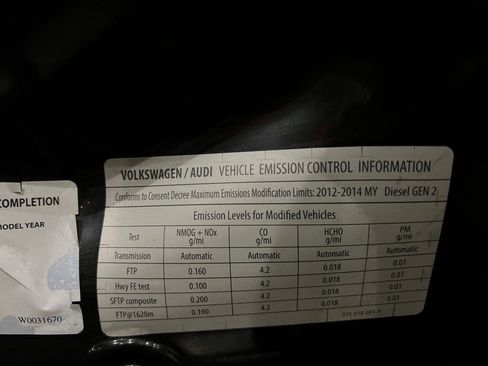 VOLKSWAGEN/AUDI VEHICLE EMISSION CONTROL INFORMATION
Conforms to Consent Decree Maximum Emissions Modification Limits: 2012-2014 MY Diesel GEN 2
Emission Levels for Modified Vehicles
Test NMOG + NOx g/mi CO g/mi HCHO g/mi PM g/mi
Transmission Automatic Automatic Automatic Automatic
FTP 0.160 4.2 0.018 0.01
Hwy FE test 0.100 4.2 0.018 0.01
SFTP composite 0.200 4.2 0.018 0.01
FTP@1620m 0.190 4.2 0.018 0.01
COMPLETION
MODEL YEAR
W0031670